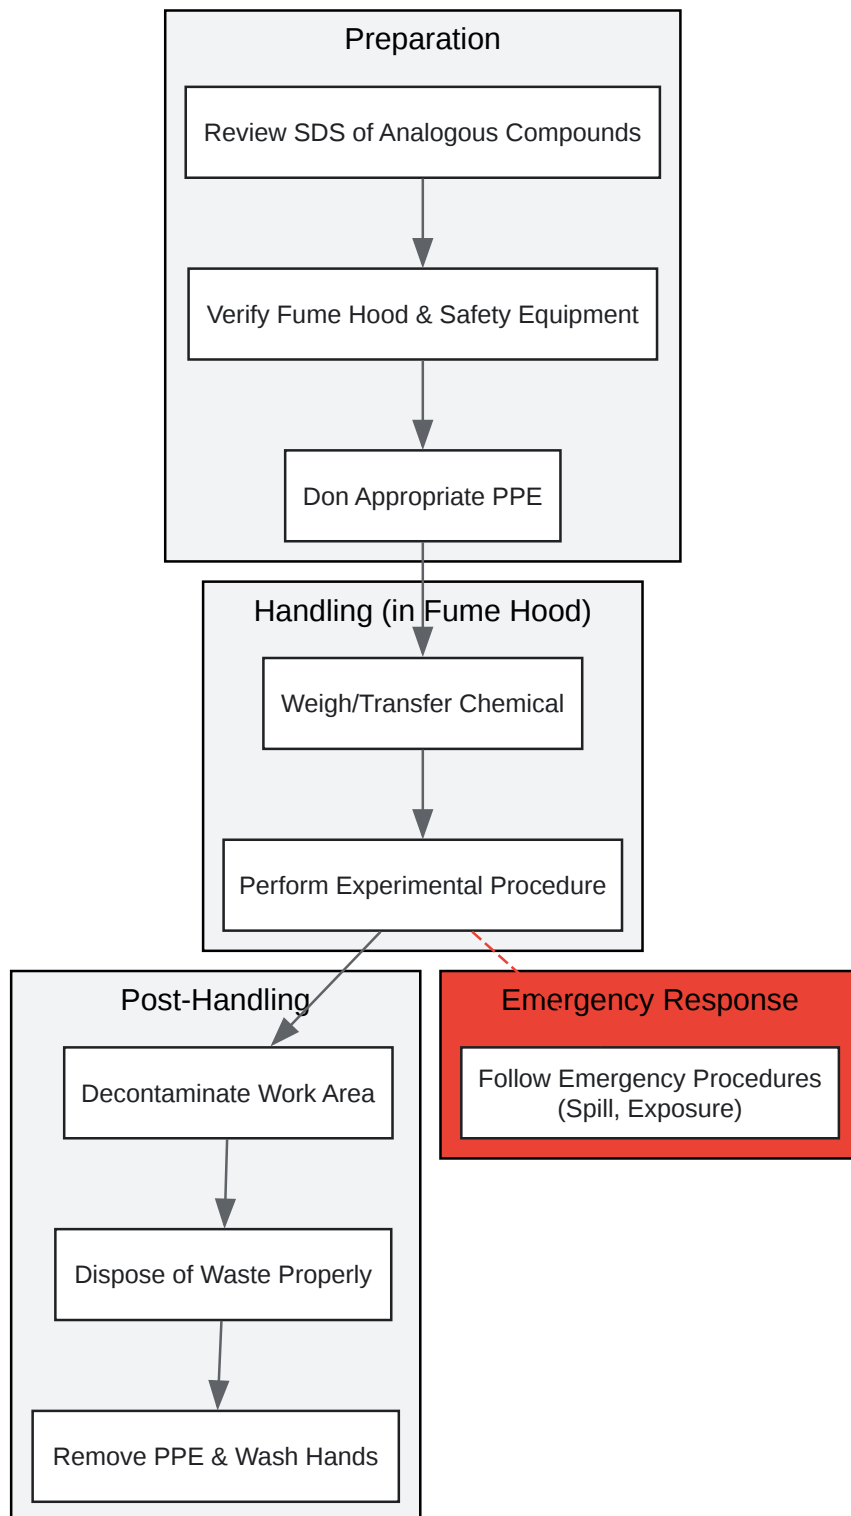 Preparation
Review SDS of Analogous Compounds
Verify Fume Hood & Safety Equipment
Don Appropriate PPE
Handling (in Fume Hood)
Weigh/Transfer Chemical
Perform Experimental Procedure
Post-Handling
Decontaminate Work Area
Dispose of Waste Properly
Remove PPE & Wash Hands
Emergency Response
Follow Emergency Procedures
(Spill, Exposure)